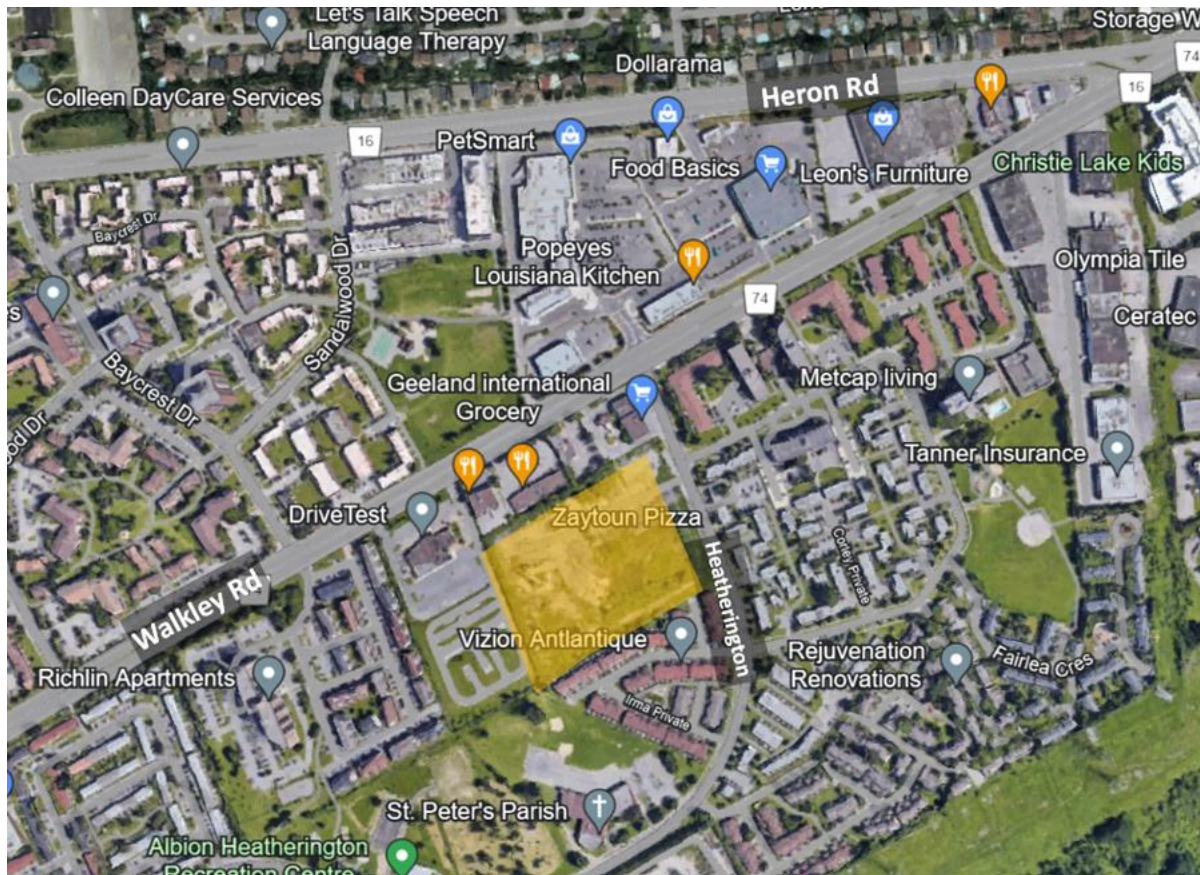 Let's Talk Speech
Language Therapy
Storage W
74
Dollarama
Heron Rd
16
Colleen DayCare Services
16
PetSmart
Food Basics
Leon's Furniture
Christie Lake Kids
Baycrest Dr
Sandalwood Dr
Popeyes
Louisiana Kitchen
Olympia Tile
74
Ceratec
s
Baycrest Dr
Geeland international
Grocery
Metcap living
ood Dr
Tanner Insurance
DriveTest
Zaytoun Pizza
Corley Private
Heatherington
Walkley Rd
Vizion Antlantique
Richlin Apartments
Rejuvenation
Renovations
Fairlea Cres
Irma Private
St. Peter's Parish
Albion Heatherington
Recreation Centre